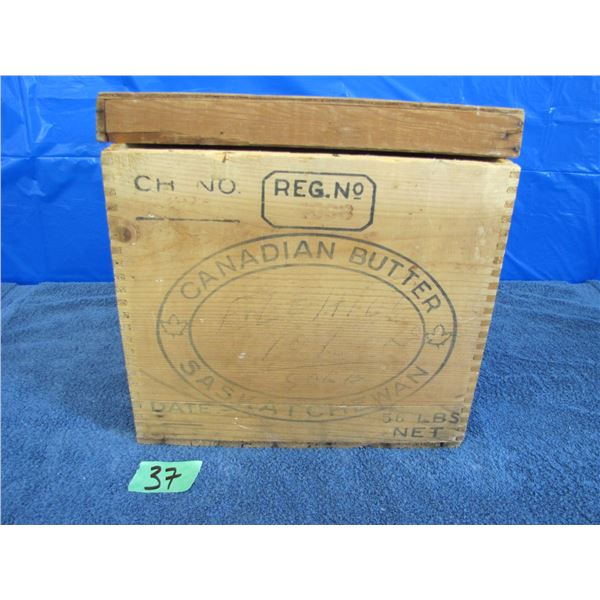 CH NO.
REG. Nº
CANADIAN BUTTER
SASKATCHEWAN
DATE
56 LBS
NET
37